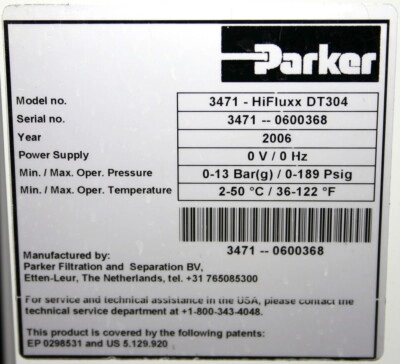 Parker
Model no. 3471 - HiFluxx DT304
Serial no. 3471 -- 0600368
Year 2006
Power Supply 0 V / 0 Hz
Min. / Max. Oper. Pressure 0-13 Bar(g) / 0-189 Psig
Min. / Max. Oper. Temperature 2-50 °C / 36-122 °F
3471 -- 0600368
Manufactured by:
Parker Filtration and Separation BV,
Etten-Leur, The Netherlands, tel. +31 765085300
For service and technical assistance in the USA, please contact the
technical service department at +1-800-343-4048.
This product is covered by the following patents:
EP 0298531 and US 5,129,920